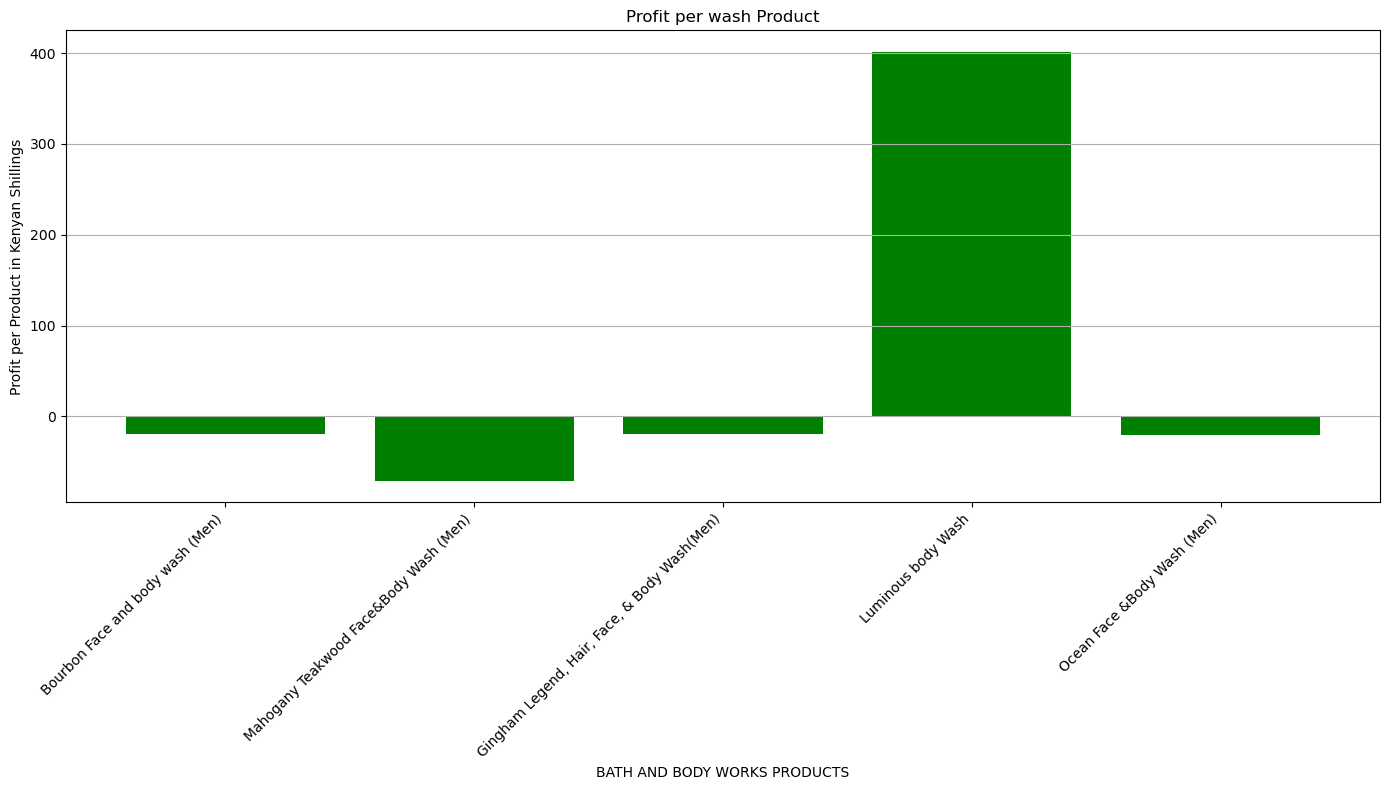 Profit per wash Product
Profit per Product in Kenyan Shillings
400
300
200
100
0
Bourbon Face and body wash (Men)
Mahogany Teakwood Face&Body Wash (Men)
Gingham Legend, Hair, Face, & Body Wash(Men)
Luminous body Wash
Ocean Face &Body Wash (Men)
BATH AND BODY WORKS PRODUCTS